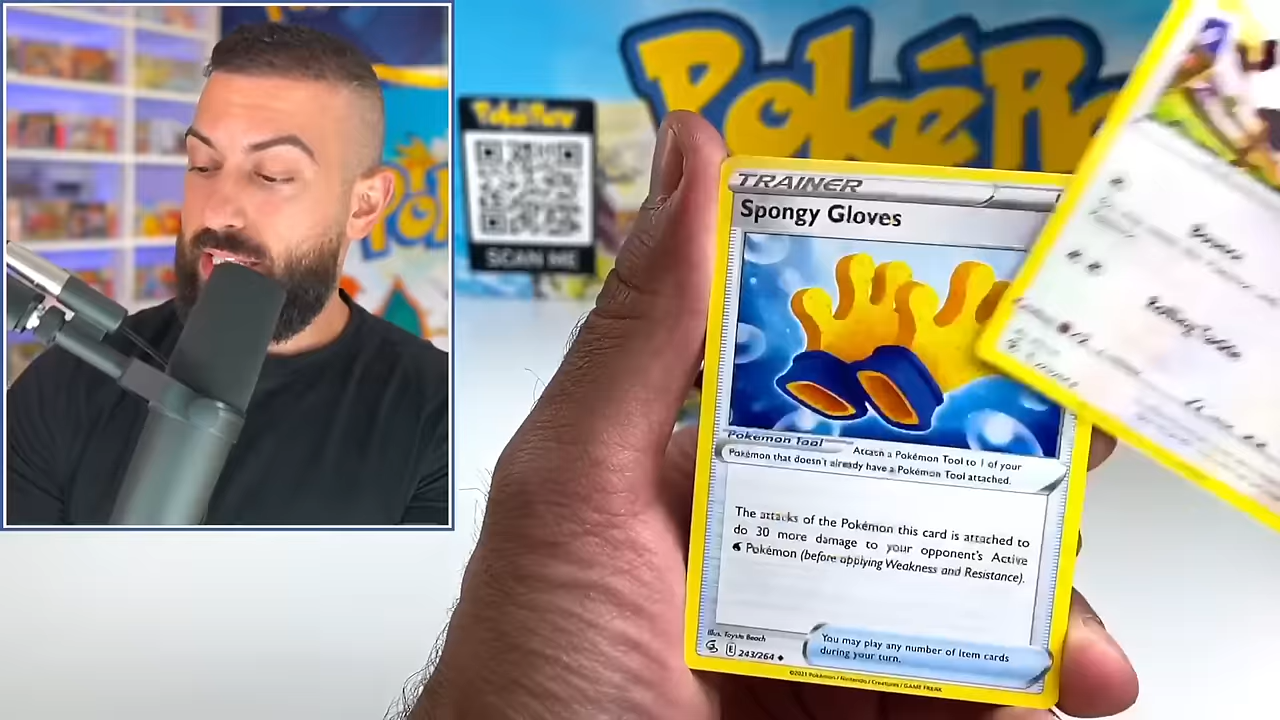 PokéRev
SCAN ME
PokéRe
TRAINER
Spongy Gloves
Pokémon Tool
Attach a Pokémon Tool to 1 of your
Pokémon that doesn't already have a Pokémon Tool attached.
The attacks of the Pokémon this card is attached to
do 30 more damage to your opponent's Active
Pokémon (before applying Weakness and Resistance).
Illus. Toyste Beach
E 243/264
You may play any number of Item cards
during your turn.
©2021 Pokémon / Nintendo / Creatures / GAME FREAK